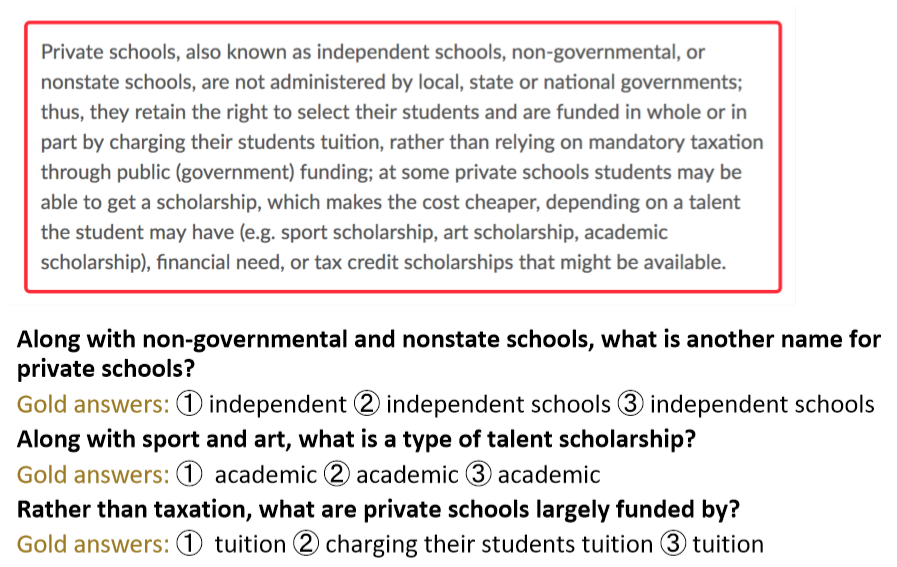 Private schools, also known as independent schools, non-governmental, or
nonstate schools, are not administered by local, state or national governments;
thus, they retain the right to select their students and are funded in whole or in
part by charging their students tuition, rather than relying on mandatory taxation
through public (government) funding; at some private schools students may be
able to get a scholarship, which makes the cost cheaper, depending on a talent
the student may have (e.g. sport scholarship, art scholarship, academic
scholarship), financial need, or tax credit scholarships that might be available.
Along with non-governmental and nonstate schools, what is another name for
private schools?
Gold answers: ① independent ② independent schools ③ independent schools
Along with sport and art, what is a type of talent scholarship?
Gold answers: ① academic ② academic ③ academic
Rather than taxation, what are private schools largely funded by?
Gold answers: ① tuition ② charging their students tuition ③ tuition